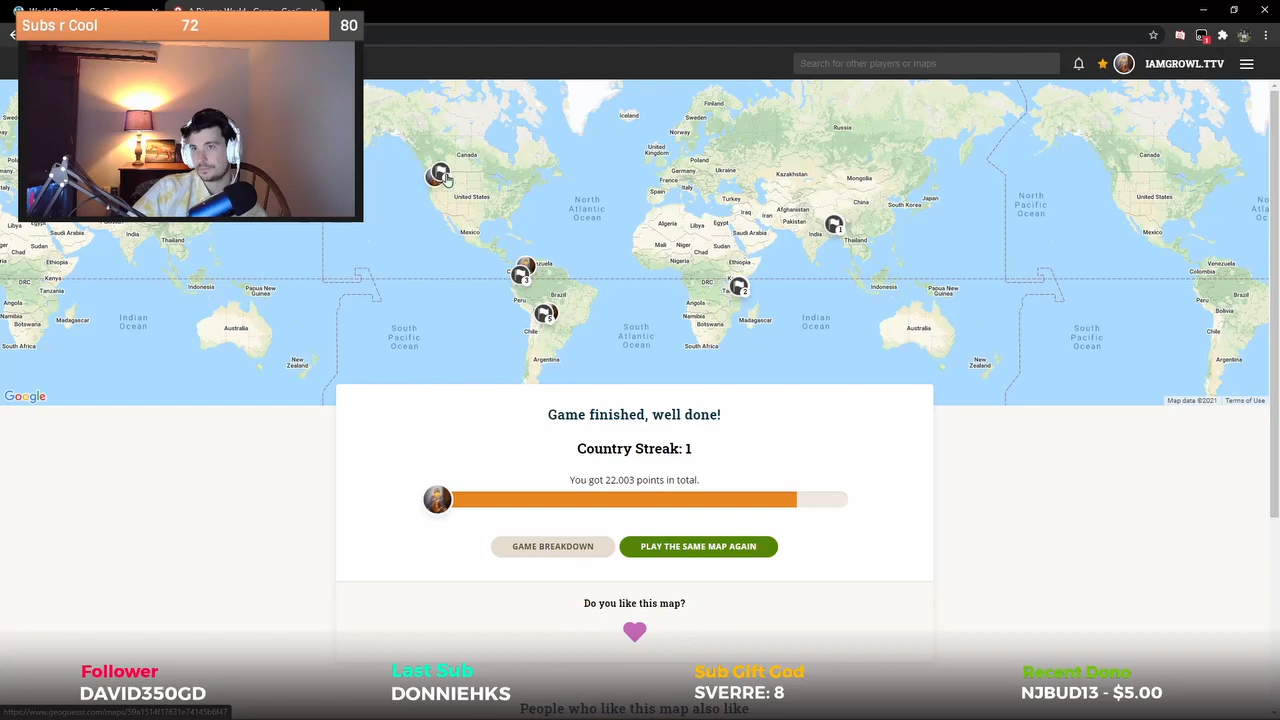 Subs r Cool 72 80
Search for other players or maps
IAMGROWL.TTV
Finland
Iceland
Sweden
Norway
Russia
Canada
United Kingdom
Poland
Germany
France
Spain
Ukraine
Kazakhstan
Mongolia
United States
North Atlantic Ocean
North Pacific Ocean
Iraq
Iran
Afghanistan
Pakistan
China
Japan
South Korea
Algeria
Libya
Egypt
Saudi Arabia
Mexico
Mali
Niger
Sudan
Chad
Nigeria
Ethiopia
India
Thailand
Venezuela
Colombia
Kenya
DRC
Tanzania
Indonesia
Papua New Guinea
Peru
Brazil
Bolivia
Chile
Angola
Namibia
Botswana
Madagascar
South Africa
Indian Ocean
Australia
South Pacific Ocean
South Atlantic Ocean
Argentina
New Zealand
Google
Map data ©2021 Terms of Use
Game finished, well done!
Country Streak: 1
You got 22,003 points in total.
GAME BREAKDOWN
PLAY THE SAME MAP AGAIN
Do you like this map?
Follower
DAVID350GD
Last Sub
DONNIEHKS
Sub Gift God
SVERRE: 8
Recent Dono
NJBUD13 - $5.00
https://www.geoguessr.com/maps/59a1514f17631e74145b6f47
People who like this map also like